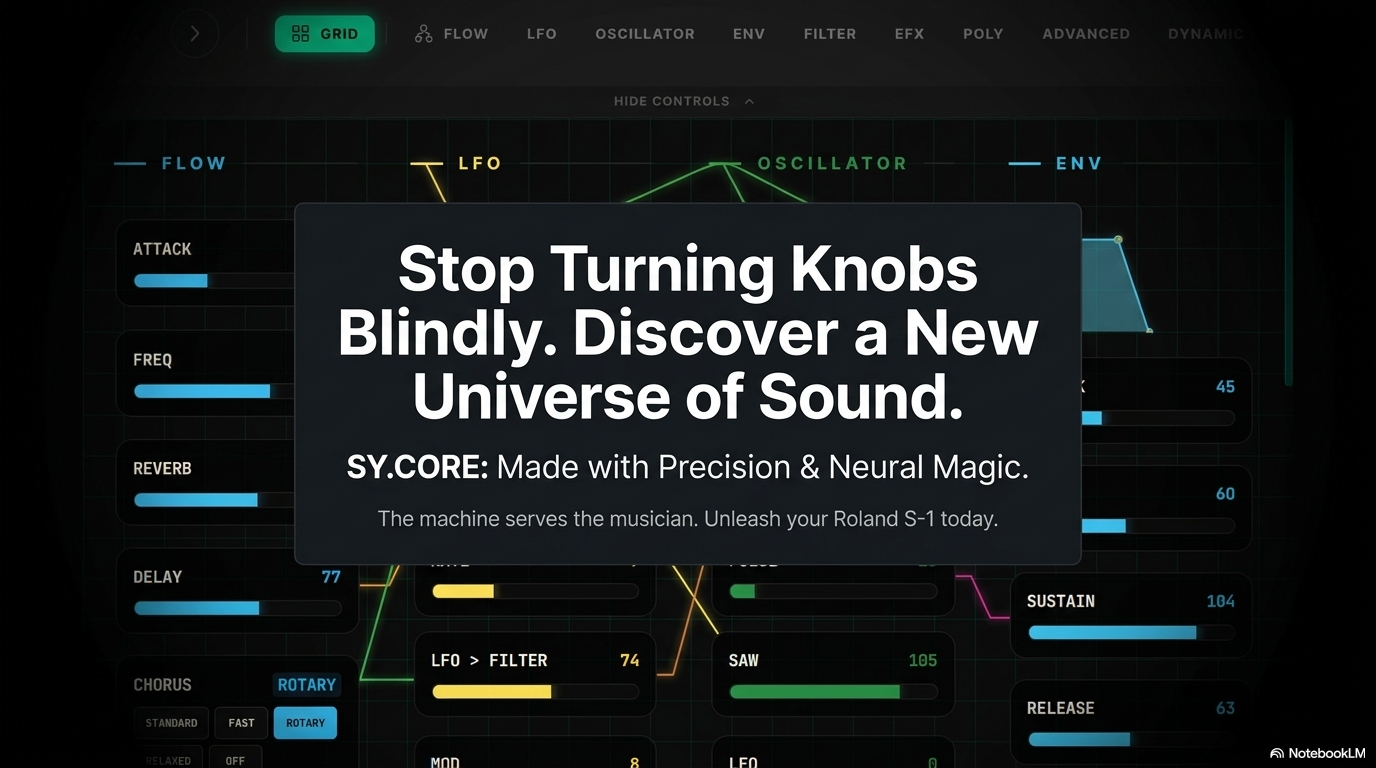 GRID
FLOW
LFO
OSCILLATOR
ENV
FILTER
EFX
POLY
ADVANCED
DYNAMIC
HIDE CONTROLS
FLOW
LFO
OSCILLATOR
ENV
ATTACK
FREQ
REVERB
DELAY 77
CHORUS ROTARY
STANDARD FAST ROTARY
RELAXED OFF
Stop Turning Knobs
Blindly. Discover a New
Universe of Sound.
SY.CORE: Made with Precision & Neural Magic.
The machine serves the musician. Unleash your Roland S-1 today.
LFO > FILTER 74
MOD 8
SAW 105
LFO 0
45
60
SUSTAIN 104
RELEASE 63
NotebookLM